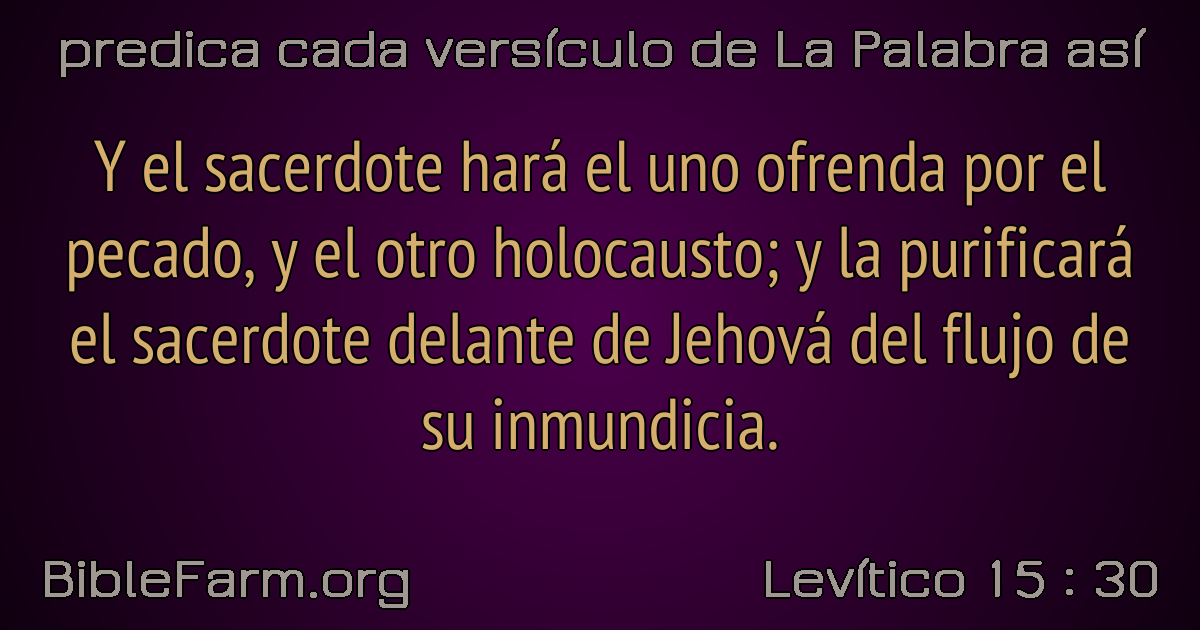 predica cada versículo de La Palabra así
Y el sacerdote hará el uno ofrenda por el
pecado, y el otro holocausto; y la purificará
el sacerdote delante de Jehová del flujo de
su inmundicia.
BibleFarm.org
Levítico 15 : 30